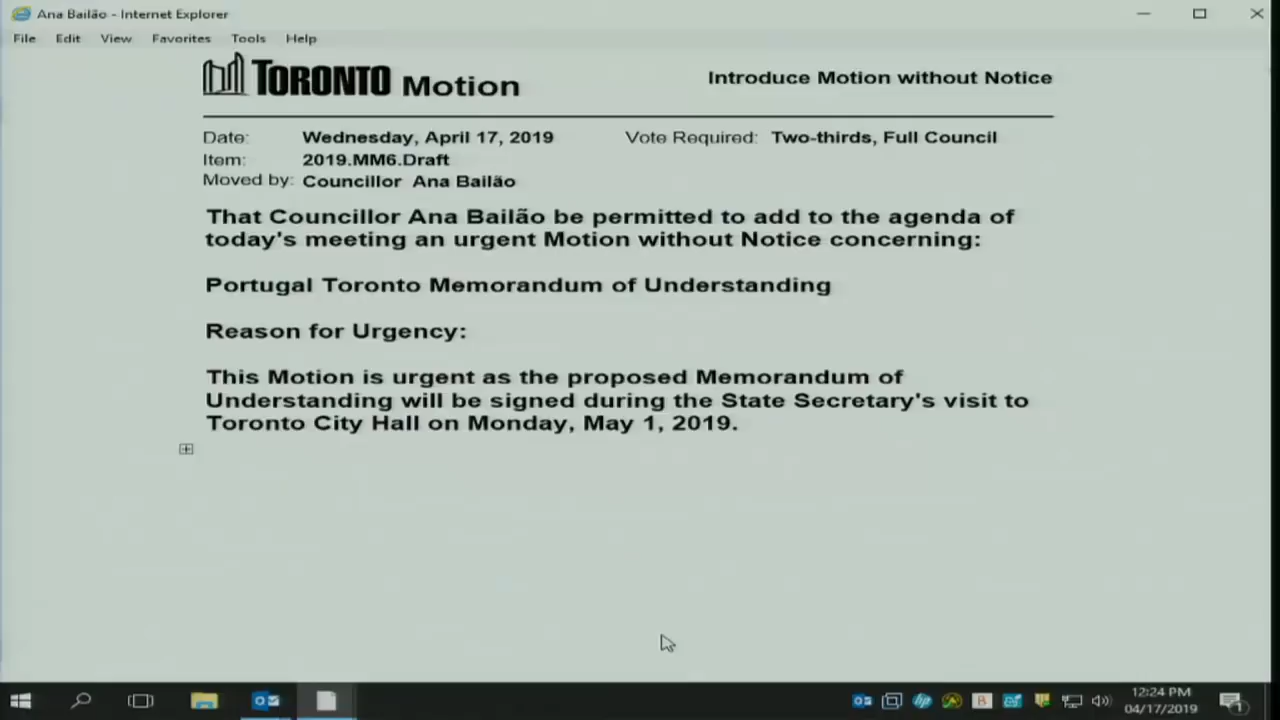 Ana Bailão - Internet Explorer
File Edit View Favorites Tools Help
TORONTO Motion
Introduce Motion without Notice
Date: Wednesday, April 17, 2019 Vote Required: Two-thirds, Full Council
Item: 2019.MM6.Draft
Moved by: Councillor Ana Bailão
That Councillor Ana Bailão be permitted to add to the agenda of
today's meeting an urgent Motion without Notice concerning:
Portugal Toronto Memorandum of Understanding
Reason for Urgency:
This Motion is urgent as the proposed Memorandum of
Understanding will be signed during the State Secretary's visit to
Toronto City Hall on Monday, May 1, 2019.
12:24 PM
04/17/2019